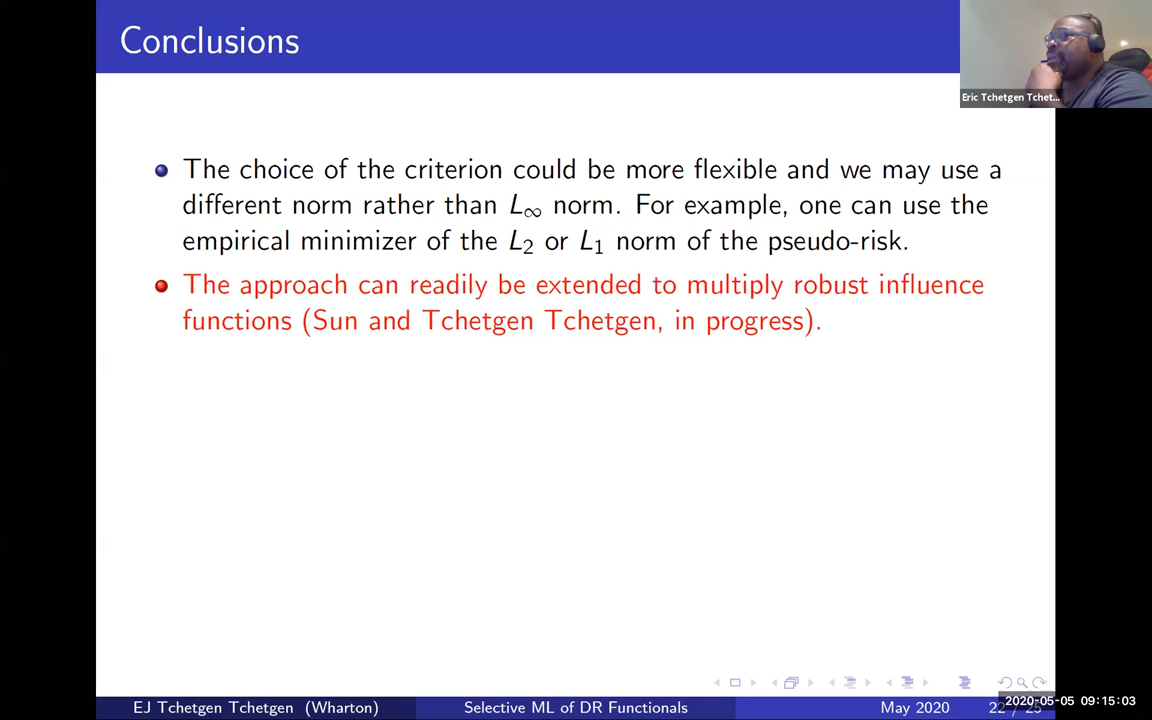 Conclusions
Eric Tchetgen Tchet...
The choice of the criterion could be more flexible and we may use a
different norm rather than L∞ norm. For example, one can use the
empirical minimizer of the L2 or L1 norm of the pseudo-risk.
The approach can readily be extended to multiply robust influence
functions (Sun and Tchetgen Tchetgen, in progress).
EJ Tchetgen Tchetgen (Wharton) Selective ML of DR Functionals May 2020 22 / 25
2020-05-05 09:15:03